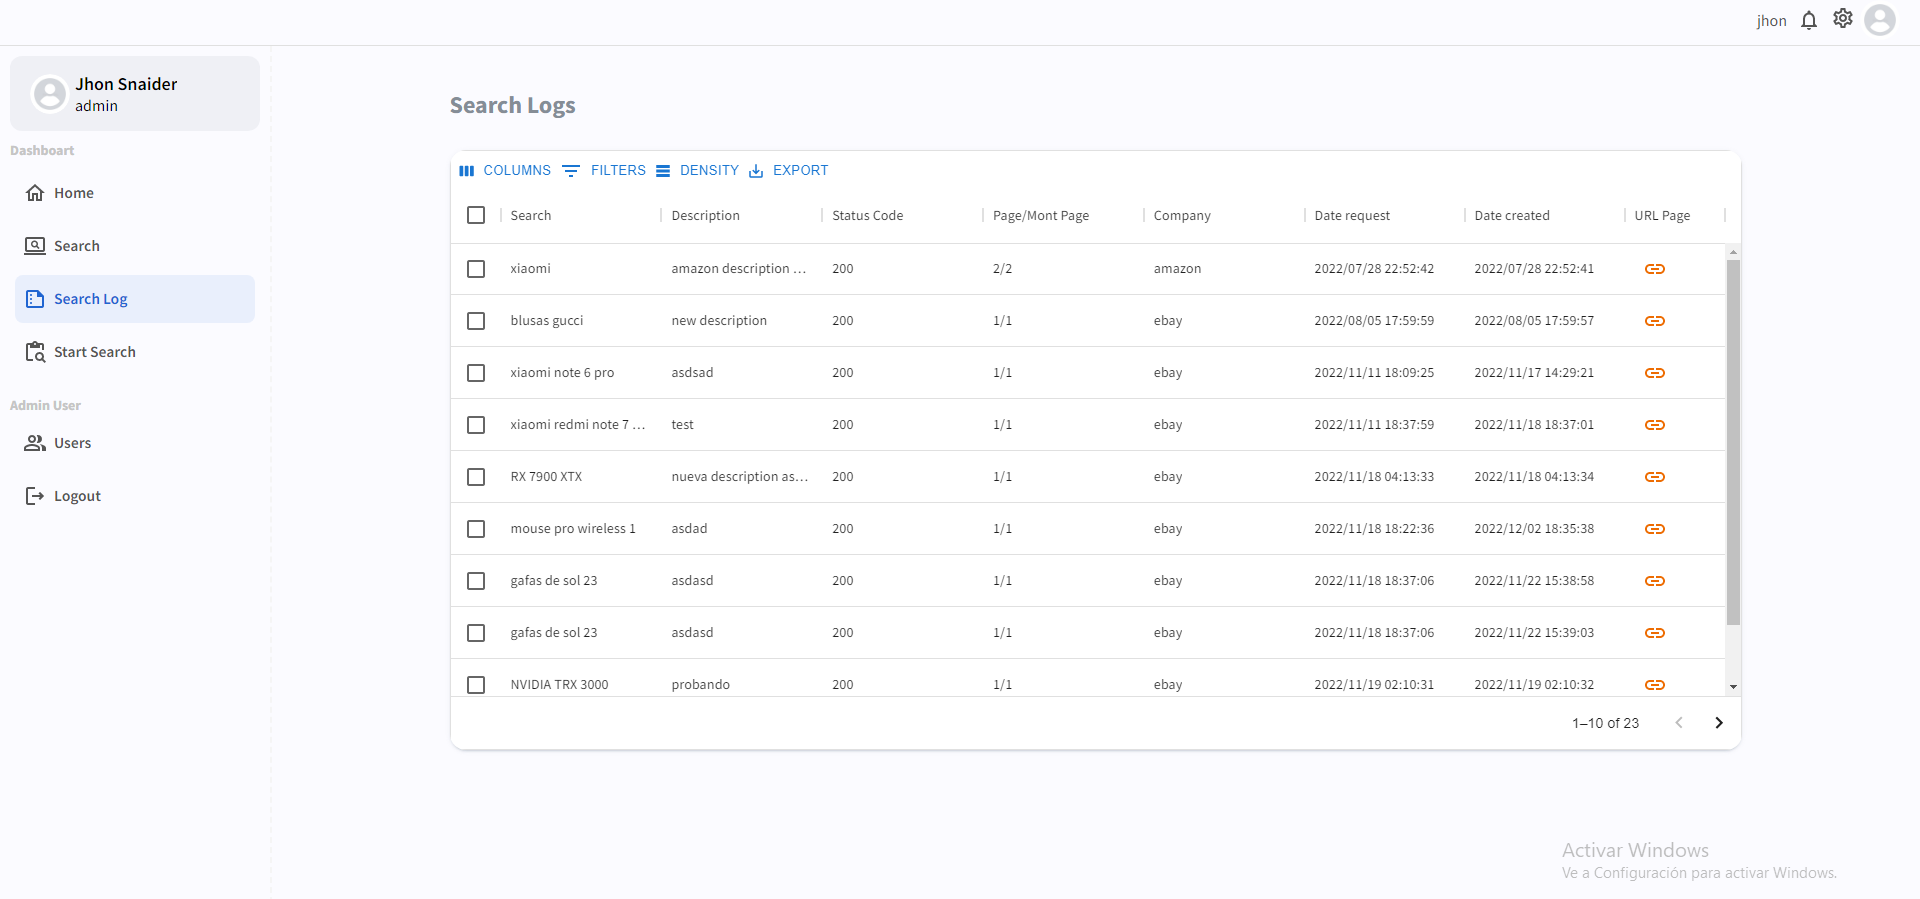 jhon
Jhon Snaider
admin
Dashboart
Home
Search
Search Log
Start Search
Admin User
Users
Logout
Search Logs
COLUMNS FILTERS DENSITY EXPORT
Search Description Status Code Page/Mont Page Company Date request Date created URL Page
xiaomi amazon description ... 200 2/2 amazon 2022/07/28 22:52:42 2022/07/28 22:52:41
blusas gucci new description 200 1/1 ebay 2022/08/05 17:59:59 2022/08/05 17:59:57
xiaomi note 6 pro asdsad 200 1/1 ebay 2022/11/11 18:09:25 2022/11/17 14:29:21
xiaomi redmi note 7 ... test 200 1/1 ebay 2022/11/11 18:37:59 2022/11/18 18:37:01
RX 7900 XTX nueva description as... 200 1/1 ebay 2022/11/18 04:13:33 2022/11/18 04:13:34
mouse pro wireless 1 asdad 200 1/1 ebay 2022/11/18 18:22:36 2022/12/02 18:35:38
gafas de sol 23 asdasd 200 1/1 ebay 2022/11/18 18:37:06 2022/11/22 15:38:58
gafas de sol 23 asdasd 200 1/1 ebay 2022/11/18 18:37:06 2022/11/22 15:39:03
NVIDIA TRX 3000 probando 200 1/1 ebay 2022/11/19 02:10:31 2022/11/19 02:10:32
1–10 of 23
Activar Windows
Ve a Configuración para activar Windows.